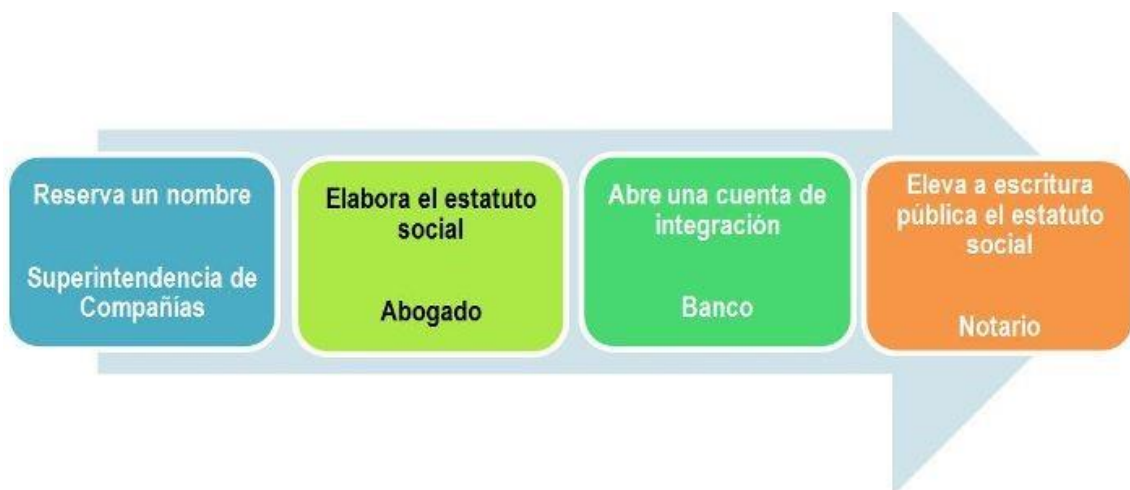 Reserva un nombre
Superintendencia de
Compañías
Elabora el estatuto
social
Abogado
Abre una cuenta de
integración
Banco
Eleva a escritura
pública el estatuto
social
Notario